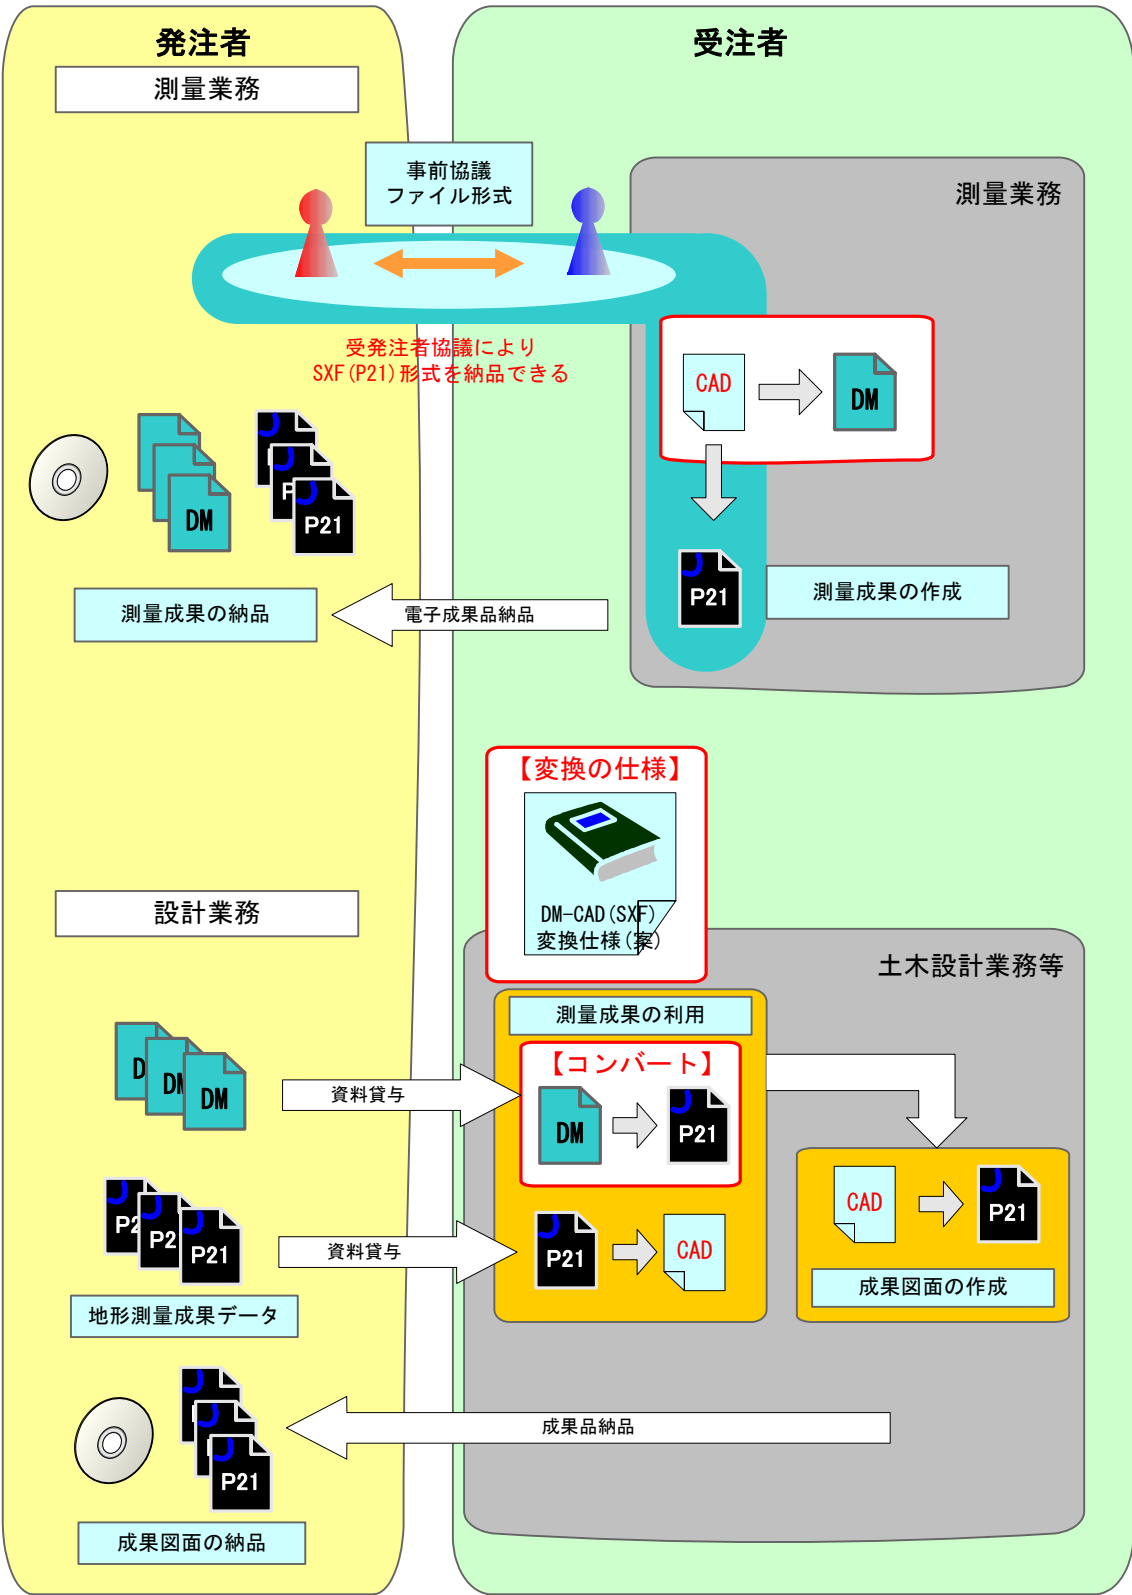 発注者
受注者
測量業務
事前協議
ファイル形式
測量業務
受発注者協議により
SXF(P21)形式を納品できる
CAD
DM
DM
P
P21
P21
測量成果の作成
測量成果の納品
電子成果品納品
【変換の仕様】
DM-CAD(SXF)
変換仕様(案)
設計業務
土木設計業務等
測量成果の利用
【コンバート】
D
DM
DM
資料貸与
DM
P21
P2
P2
P21
資料貸与
P21
CAD
CAD
P21
成果図面の作成
地形測量成果データ
成果品納品
P21
成果図面の納品